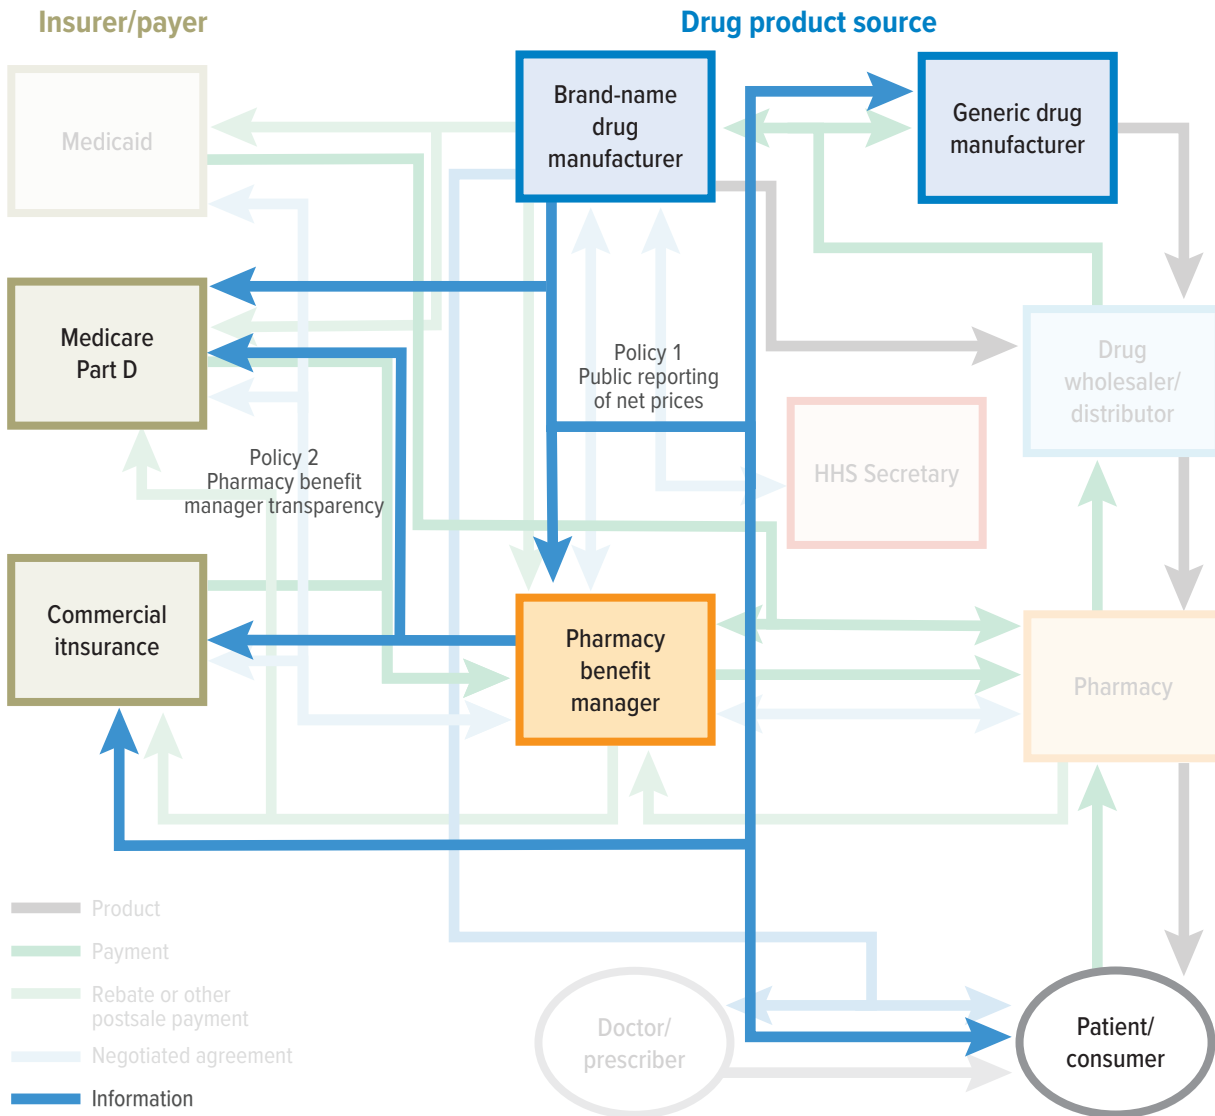 Insurer/payer
Drug product source
Medicaid
Brand-name
drug
manufacturer
Generic drug
manufacturer
Medicare
Part D
Policy 1
Public reporting
of net prices
Drug
wholesaler/
distributor
Policy 2
Pharmacy benefit
manager transparency
HHS Secretary
Commercial
itnsurance
Pharmacy
benefit
manager
Pharmacy
Product
Payment
Rebate or other
postsale payment
Negotiated agreement
Information
Doctor/
prescriber
Patient/
consumer